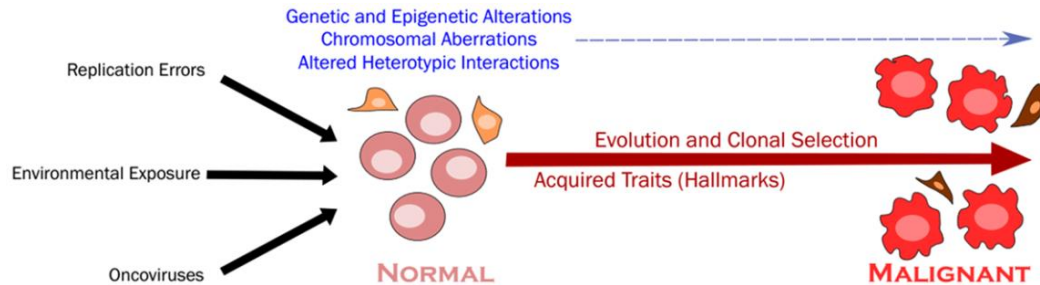 Genetic and Epigenetic Alterations
Chromosomal Aberrations
Altered Heterotypic Interactions
Replication Errors
Environmental Exposure
Oncoviruses
Evolution and Clonal Selection
Acquired Traits (Hallmarks)
NORMAL
MALIGNANT